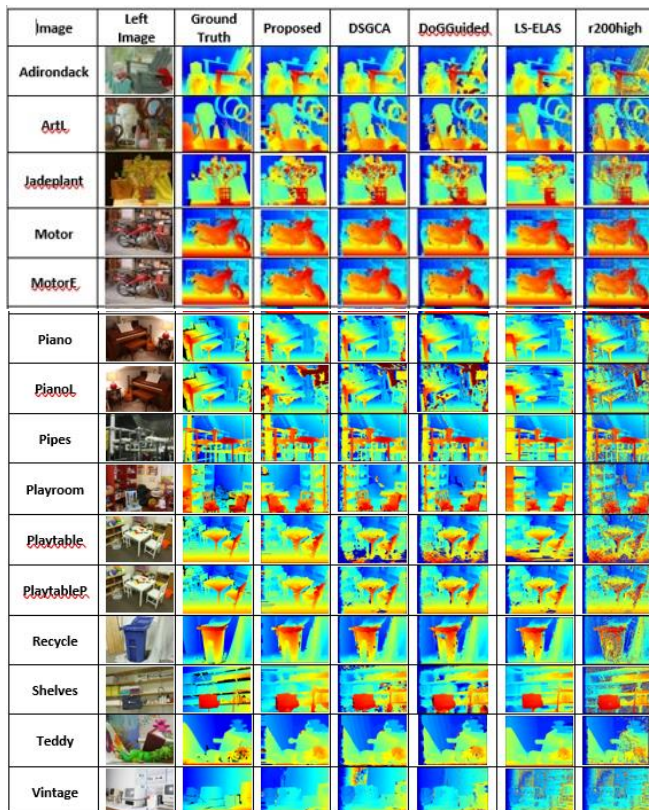 Image Left Image Ground Truth Proposed DSGCA DoGGuided LS-ELAS r200high
Adirondack
ArtL
Jadeplant
Motor
MotorE
Piano
PianoL
Pipes
Playroom
Playtable
PlaytableP
Recycle
Shelves
Teddy
Vintage